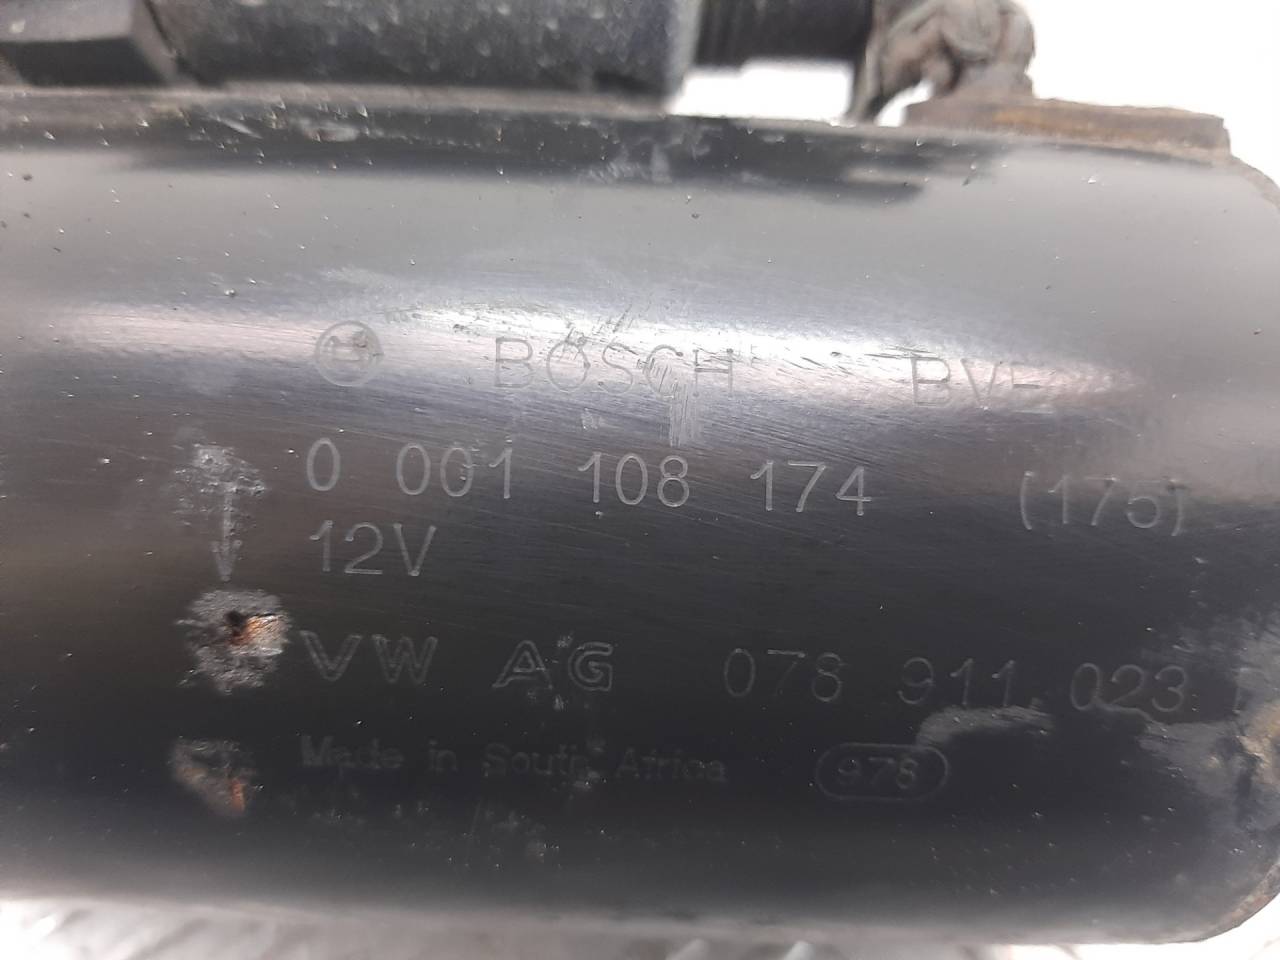 BOSCH
0 001 108 174 (175)
12V
VW AG 078 911 023
Made in South Africa 978